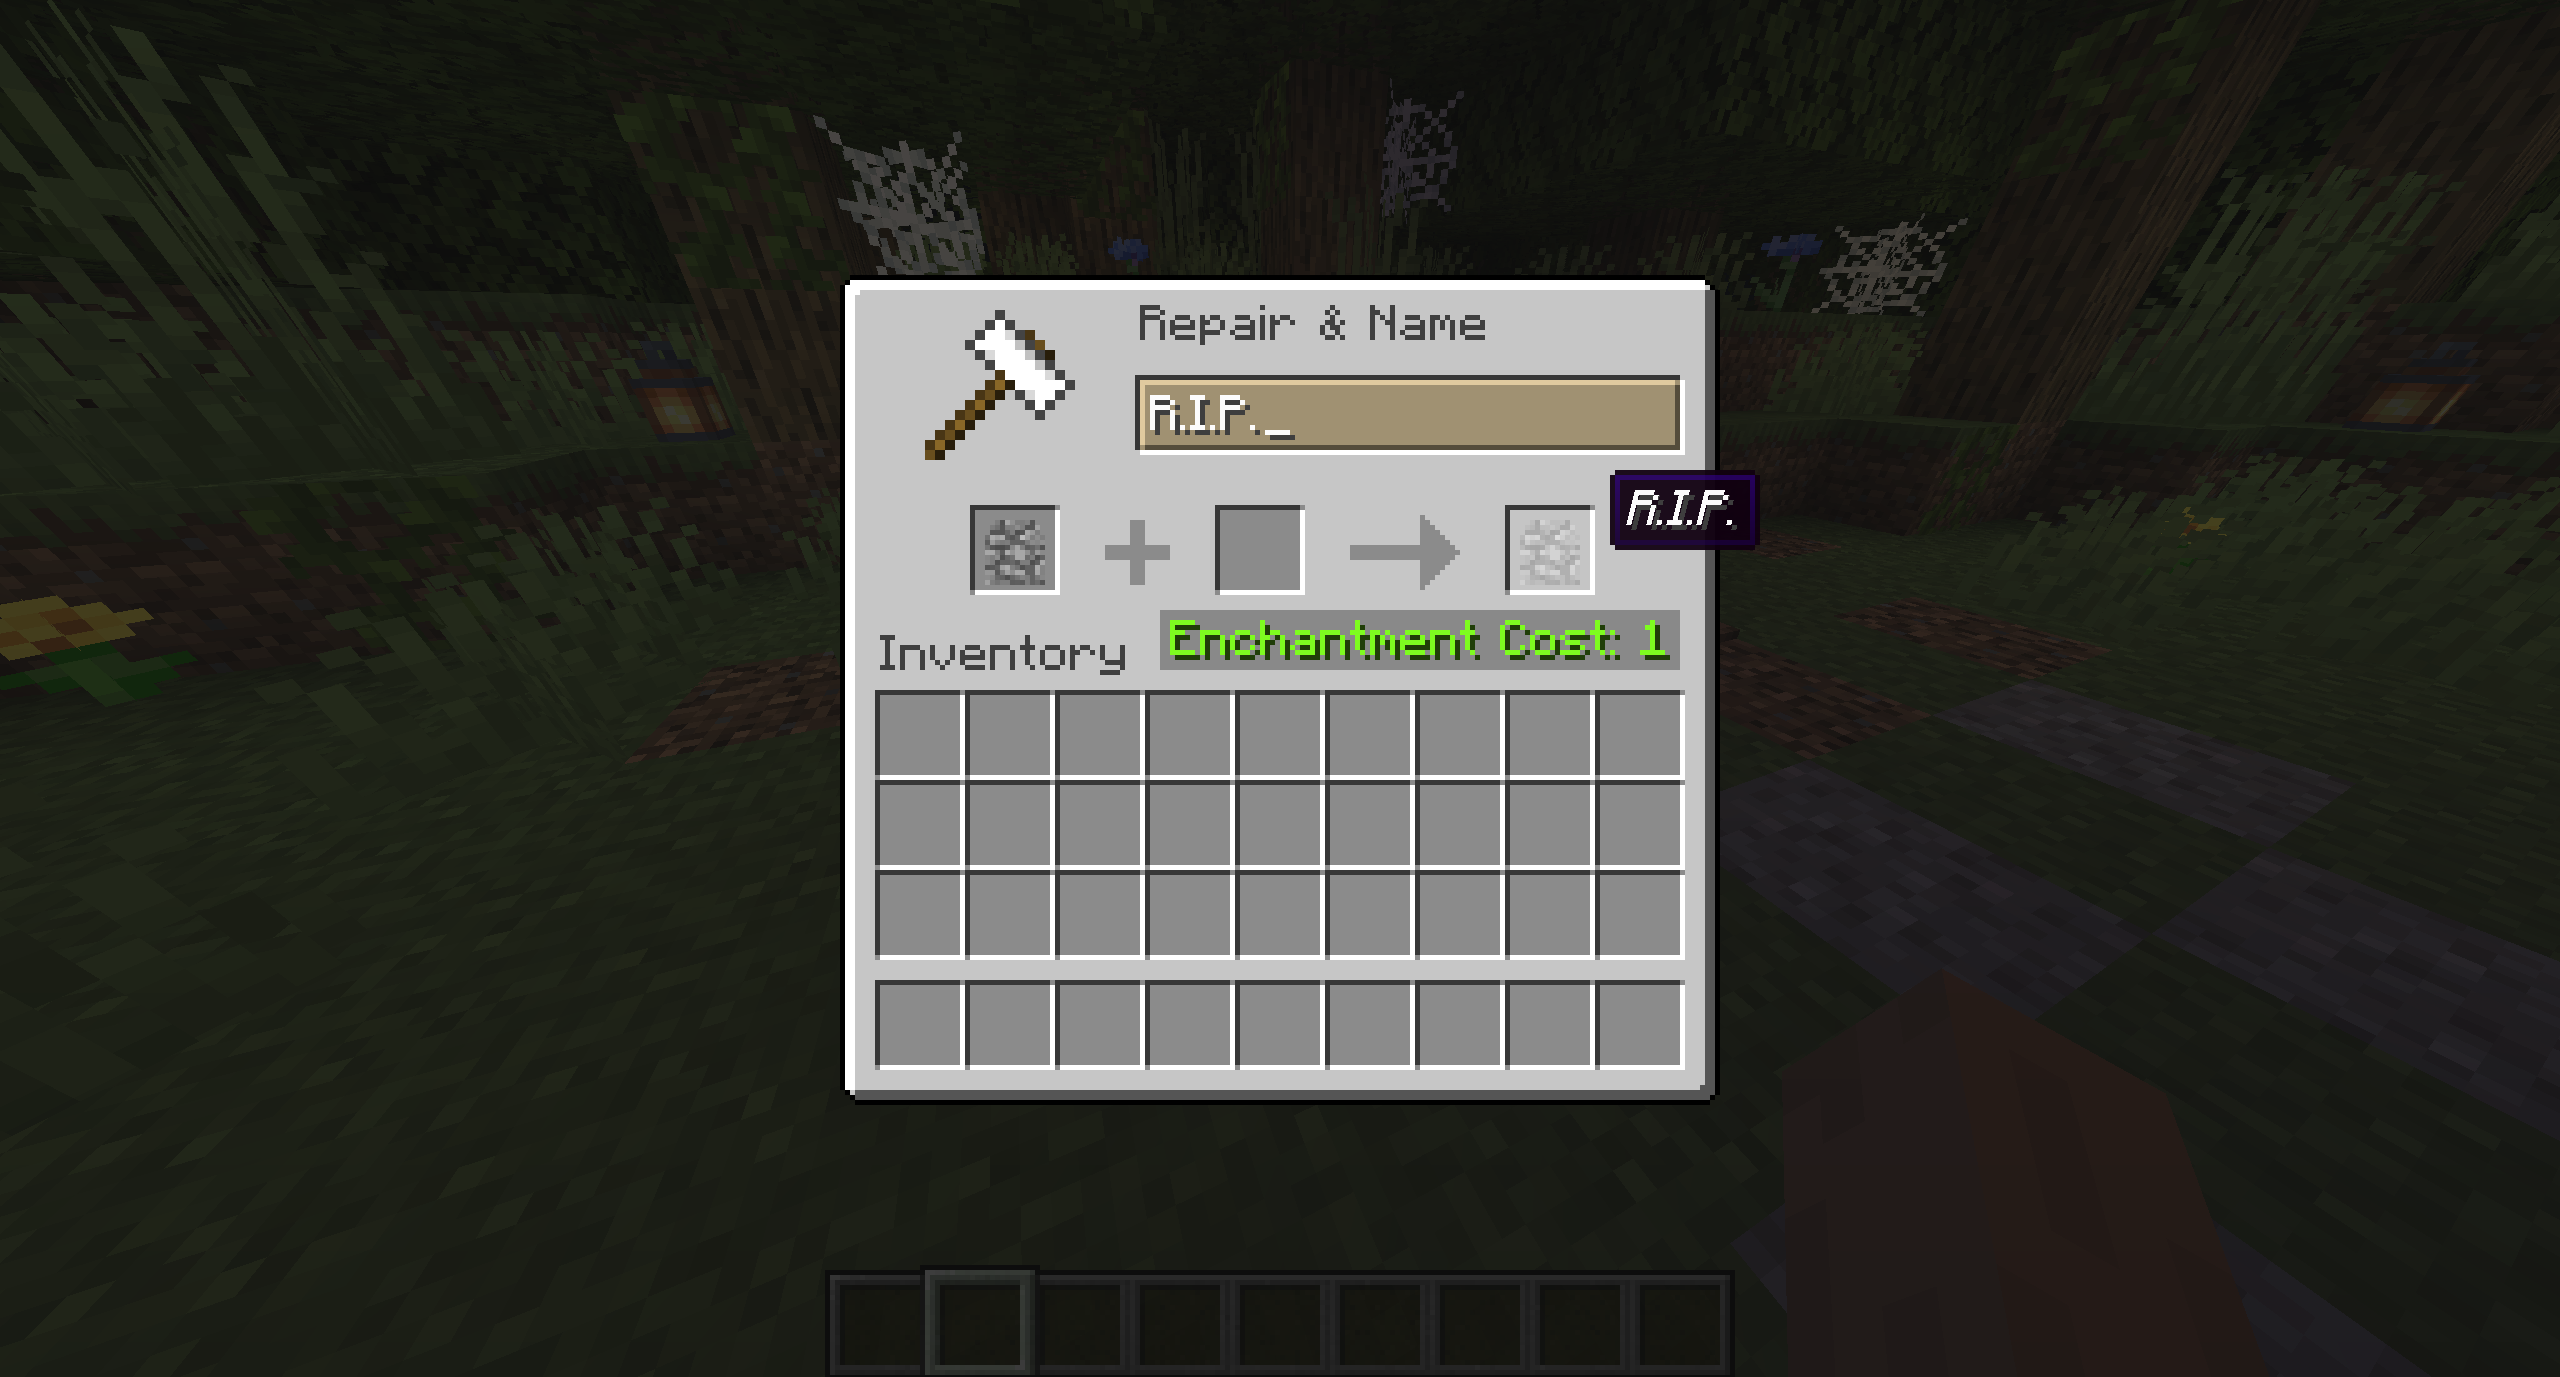 Repair & Name
R.I.P._
R.I.P.
Enchantment Cost: 1
Inventory